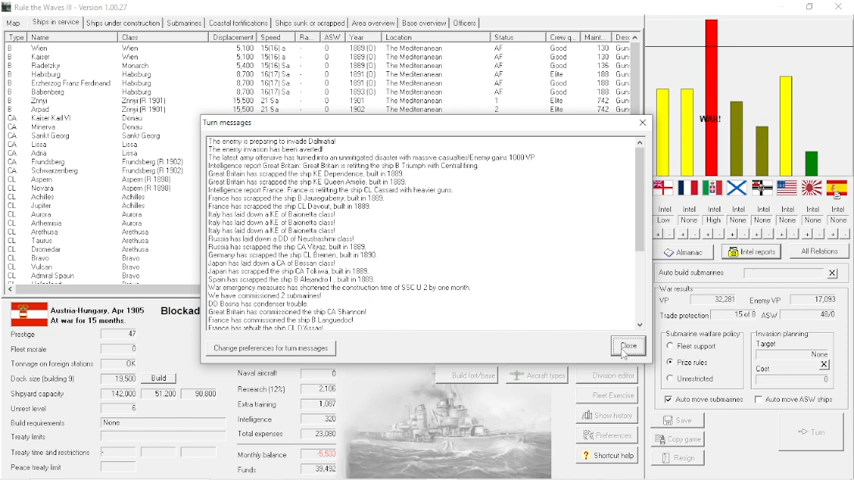 Rule the Waves III - Version 1.00.27
Map Ships in service Ships under construction Submarines Coastal fortifications Ships sunk or scrapped Area overview Base overview Officers
Type Name Class Displacement Speed Ra... ASW Year Location Status Crew q... Maint...
B Wien Wien 5,100 15(16) a - 0 1889 (O) The Mediterranean AF Good 130
B Kaiser Wien 5,100 15(16) a - 0 1889 (O) The Mediterranean AF Good 130
B Radetzky Monarch 5,400 16(16) Sa - 0 1889 (O) The Mediterranean AF Good 136
B Habsburg Habsburg 8,700 16(17) Sa - 0 1891 (O) The Mediterranean AF Elite 188
B Erzherzog Franz Ferdinand Habsburg 8,700 16(17) Sa - 0 1891 (O) The Mediterranean AF Good 188
B Babenberg Habsburg 8,700 16(17) Sa - 0 1893 (O) The Mediterranean AF Good 188
B Zrinyi Zrinyi (R 1901) 15,500 21 Sa - 0 1901 The Mediterranean 1 Elite 742
B Arpad Zrinyi (R 1901) 15,500 21 Sa - 0 1902 The Mediterranean 2 Elite 742
CA Kaiser Karl VI Donau
CA Minerva Donau
CA Sankt Georg Sankt Georg
CA Lissa Lissa
CA Frundsberg Frundsberg (R 1902)
CA Schwarzenberg Frundsberg (R 1902)
CL Aspern Aspern (R 1898)
CL Novara Aspern (R 1898)
CL Achilles Achilles
CL Jupiter Achilles
CL Aurora Aurora
CL Arthemisia Aurora
CL Arethusa Arethusa
CL Taurus Arethusa
CL Dromedar Arethusa
CL Bravo Vulcan
CL Vulcan Vulcan
CL Admiral Spaun
Turn messages
The enemy is preparing to invade Dalmatia!
The enemy invasion has been averted!
The latest army offensive has turned into an unmitigated disaster with massive casualties!Enemy gains 1000 VP
Intelligence report Great Britain: Great Britain is refitting the ship B Triumph with Central firing.
Great Britain has scrapped the ship KE Dependence, built in 1889.
Great Britain has scrapped the ship KE Queen Amelie, built in 1889.
Intelligence report France: France is refitting the ship CL Cassard with heavier guns.
France has scrapped the ship B Jaureguiberry, built in 1889.
France has scrapped the ship CL D'avout, built in 1889.
Italy has laid down a KE of Baionetta class!
Italy has laid down a KE of Baionetta class!
Italy has laid down a KE of Baionetta class!
Russia has laid down a DD of Neustrashimi class!
Russia has scrapped the ship CA Vityaz, built in 1889.
Germany has scrapped the ship CL Bremen, built in 1890.
Japan has laid down a CA of Bessan class!
Japan has scrapped the ship CA Tokiwa, built in 1889.
Spain has scrapped the ship B Alejandro I, built in 1889.
War emergency measures has shortened the construction time of SSC U 2 by one month.
We have commissioned 2 submarines!
DD Bosna has condenser trouble.
Great Britain has commissioned the ship CA Shannon!
France has commissioned the ship B Languedoc!
France has rebuilt the ship CL D'Assas!
Change preferences for turn messages
Close
WAR!
Intel Intel Intel Intel Intel Intel Intel Intel
Low None High None None None None None
Almanac Intel reports All Relations
Auto build submarines
War results
VP 32,281 Enemy VP 17,093
Trade protection 15 of 8 ASW 48/0
Submarine warfare policy
Fleet support
Prize rules
Unrestricted
Invasion planning
Target
None
Cost
0
Auto move submarines Auto move ASW ships
Save
Copy game
Resign
Turn
Austria-Hungary, Apr 1905
At war for 15 months.
Blockad
Prestige 47
Fleet morale 0
Tonnage on foreign stations OK
Dock size (building 9) 19,500 Build
Shipyard capacity 142,000 51,200 90,800
Unrest level 6
Build requirements None
Treaty limits
Treaty time and restrictions -
Peace treaty limit
Naval aircraft 0
Research (12%) 2,106
Extra training 1,087
Intelligence 320
Total expenses 23,080
Monthly balance -5,533
Funds 39,492
Build fort/base Aircraft types Division editor
Fleet Exercise
Show history
Preferences
Shortcut help